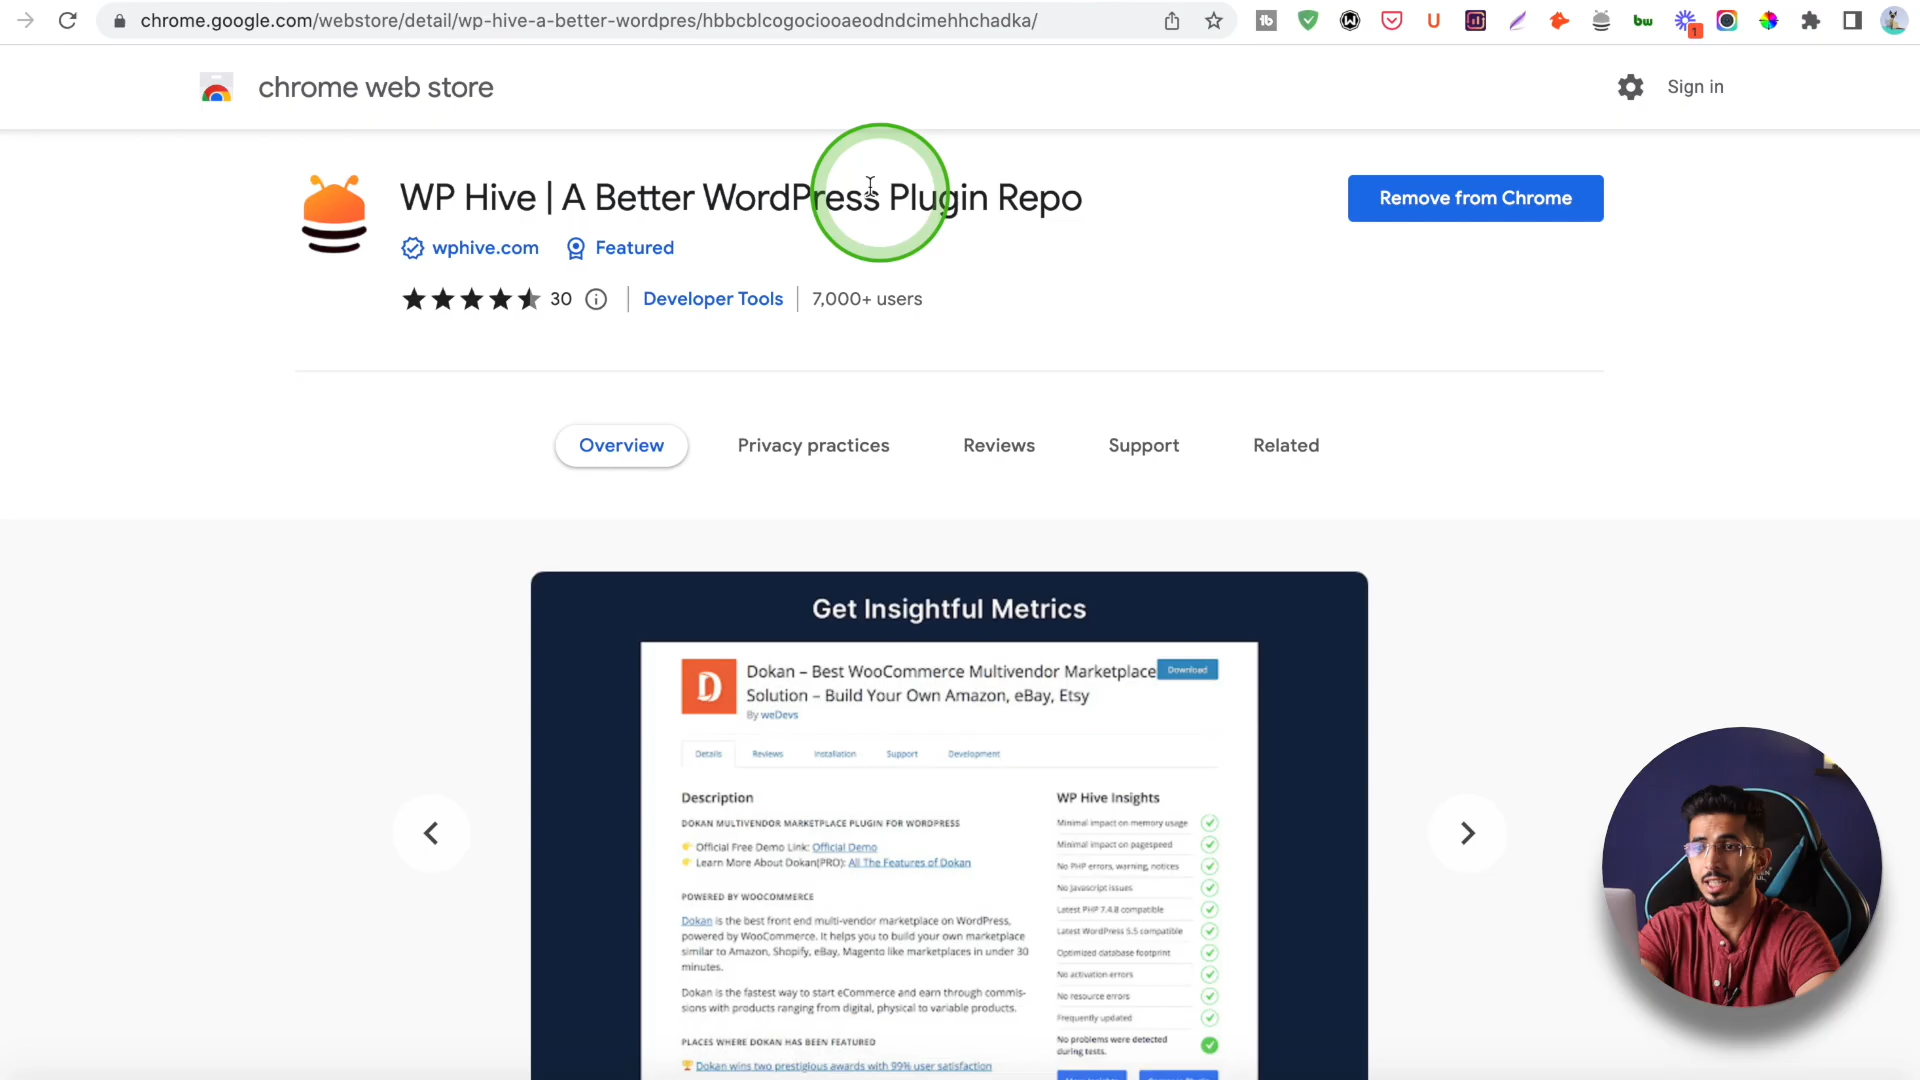 chrome.google.com/webstore/detail/wp-hive-a-better-wordpres/hbbcblcogociooaeodndcimehhchadka/
1
chrome web store
Sign in
WP Hive | A Better WordPress Plugin Repo
Remove from Chrome
wphive.com
Featured
30
Developer Tools
7,000+ users
Overview
Privacy practices
Reviews
Support
Related
Get Insightful Metrics
Dokan – Best WooCommerce Multivendor Marketplace
Solution – Build Your Own Amazon, eBay, Etsy
Download
By weDevs
Details
Reviews
Installation
Support
Development
Description
DOKAN MULTIVENDOR MARKETPLACE PLUGIN FOR WORDPRESS
Official Free Demo Link: Official Demo
Learn More About Dokan(PRO): All The Features of Dokan
POWERED BY WOOCOMMERCE
Dokan is the best front end multi-vendor marketplace on WordPress,
powered by WooCommerce. It helps you to build your own marketplace
similar to Amazon, Shopify, eBay, Magento like marketplaces in under 30
minutes.
Dokan is the fastest way to start eCommerce and earn through commis-
sions with products ranging from digital, physical to variable products.
PLACES WHERE DOKAN HAS BEEN FEATURED
Dokan wins two prestigious awards with 99% user satisfaction
WP Hive Insights
Minimal impact on memory usage
Minimal impact on pagespeed
No PHP errors, warning, notices
No Javascript issues
Latest PHP 7.4.8 compatible
Latest WordPress 5.5 compatible
Optimized database footprint
No activation errors
No resource errors
Frequently updated
No problems were detected
during tests.